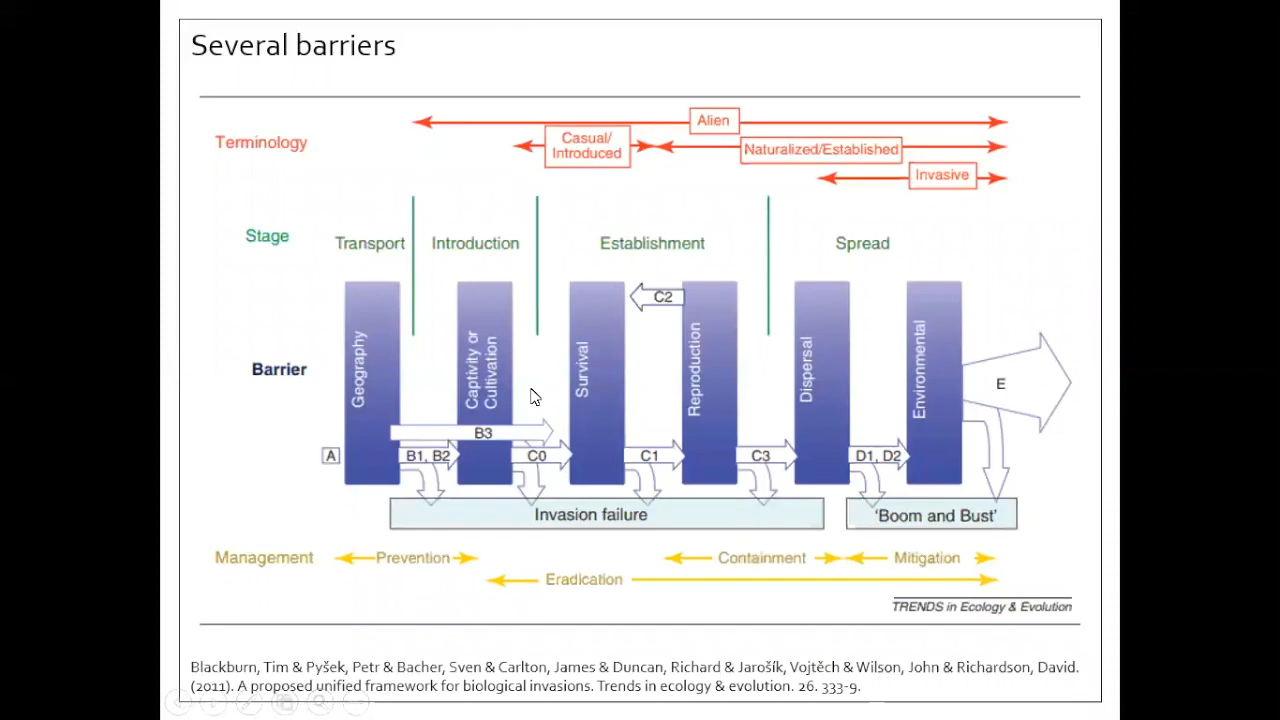 Several barriers
Terminology
Alien
Casual/
Introduced
Naturalized/Established
Invasive
Stage
Transport
Introduction
Establishment
Spread
Barrier
Geography
Captivity or
Cultivation
Survival
Reproduction
Dispersal
Environmental
C2
E
B3
A
B1, B2
C0
C1
C3
D1, D2
Invasion failure
'Boom and Bust'
Management
Prevention
Containment
Mitigation
Eradication
TRENDS in Ecology & Evolution
Blackburn, Tim & Pyšek, Petr & Bacher, Sven & Carlton, James & Duncan, Richard & Jarošík, Vojtěch & Wilson, John & Richardson, David.
(2011). A proposed unified framework for biological invasions. Trends in ecology & evolution. 26. 333-9.